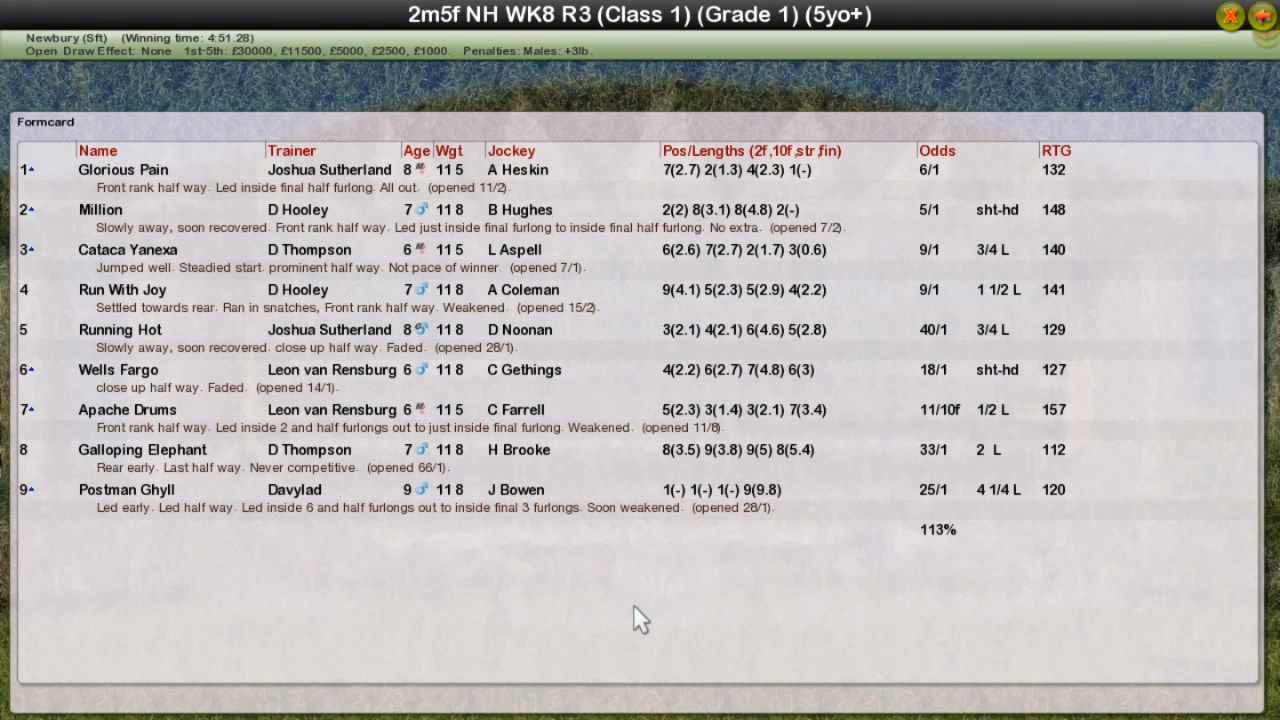 2m5f NH WK8 R3 (Class 1) (Grade 1) (5yo+)
Newbury (Sft) (Winning time: 4:51.28)
Open Draw Effect: None 1st-5th: £30000, £11500, £5000, £2500, £1000. Penalties: Males: +3lb.
Formcard
Name Trainer Age Wgt Jockey Pos/Lengths (2f,10f,str,fin) Odds RTG
1 Glorious Pain Joshua Sutherland 8 11 5 A Heskin 7(2.7) 2(1.3) 4(2.3) 1(-) 6/1 132
Front rank half way. Led inside final half furlong. All out. (opened 11/2).
2 Million D Hooley 7 11 8 B Hughes 2(2) 8(3.1) 8(4.8) 2(-) 5/1 sht-hd 148
Slowly away, soon recovered. Front rank half way. Led just inside final furlong to inside final half furlong. No extra. (opened 7/2).
3 Cataca Yanexa D Thompson 6 11 5 L Aspell 6(2.6) 7(2.7) 2(1.7) 3(0.6) 9/1 3/4 L 140
Jumped well. Steadied start. prominent half way. Not pace of winner. (opened 7/1).
4 Run With Joy D Hooley 7 11 8 A Coleman 9(4.1) 5(2.3) 5(2.9) 4(2.2) 9/1 1 1/2 L 141
Settled towards rear. Ran in snatches, Front rank half way. Weakened. (opened 15/2).
5 Running Hot Joshua Sutherland 8 11 8 D Noonan 3(2.1) 4(2.1) 6(4.6) 5(2.8) 40/1 3/4 L 129
Slowly away, soon recovered. close up half way. Faded. (opened 28/1).
6 Wells Fargo Leon van Rensburg 6 11 8 C Gethings 4(2.2) 6(2.7) 7(4.8) 6(3) 18/1 sht-hd 127
close up half way. Faded. (opened 14/1).
7 Apache Drums Leon van Rensburg 6 11 5 C Farrell 5(2.3) 3(1.4) 3(2.1) 7(3.4) 11/10f 1/2 L 157
Front rank half way. Led inside 2 and half furlongs out to just inside final furlong. Weakened. (opened 11/8).
8 Galloping Elephant D Thompson 7 11 8 H Brooke 8(3.5) 9(3.8) 9(5) 8(5.4) 33/1 2 L 112
Rear early. Last half way. Never competitive. (opened 66/1).
9 Postman Ghyll Davylad 9 11 8 J Bowen 1(-) 1(-) 1(-) 9(9.8) 25/1 4 1/4 L 120
Led early. Led half way. Led inside 6 and half furlongs out to inside final 3 furlongs. Soon weakened. (opened 28/1).
113%